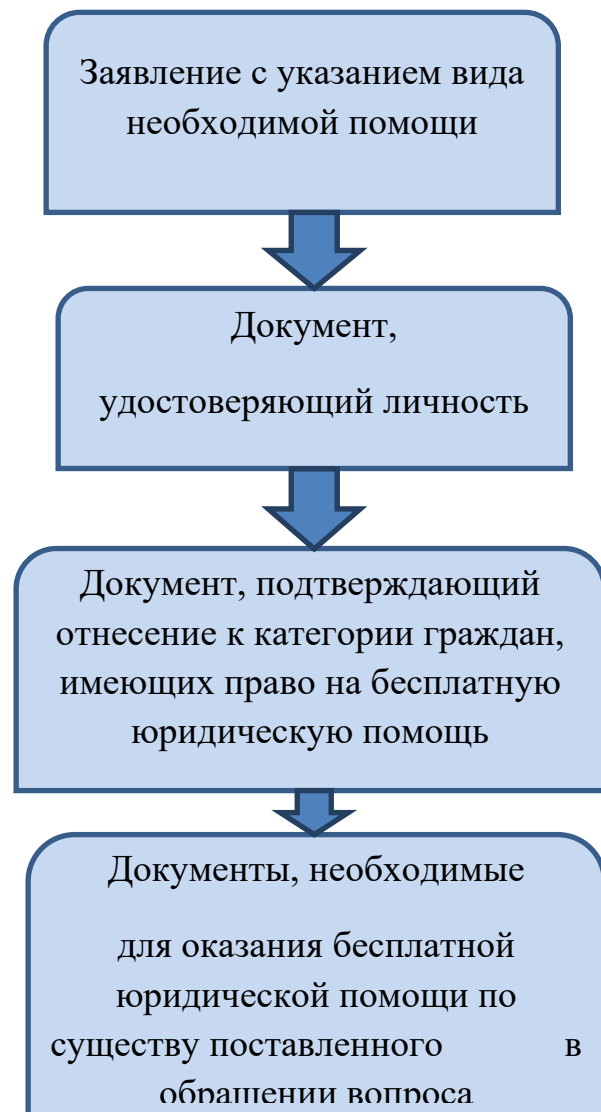 Заявление с указанием вида
необходимой помощи
Документ,
удостоверяющий личность
Документ, подтверждающий
отнесение к категории граждан,
имеющих право на бесплатную
юридическую помощь
Документы, необходимые
для оказания бесплатной
юридической помощи по
существу поставленного в
обращении вопроса